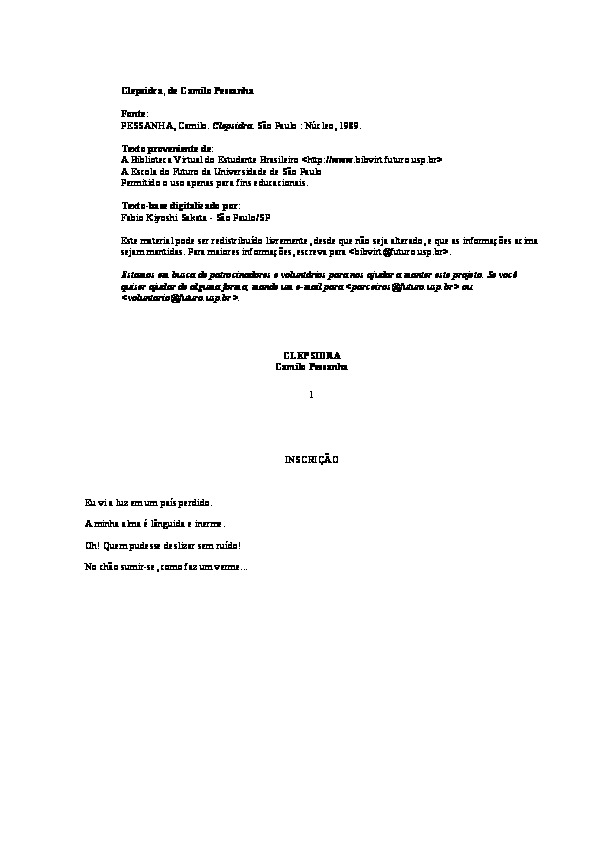 Clepsidra, de Camilo Pessanha
Fonte:
PESSANHA, Camilo. Clepsidra. São Paulo : Núcleo, 1989.
Texto proveniente de:
A Biblioteca Virtual do Estudante Brasileiro <http://www.bibvirt.futuro.usp.br>
A Escola do Futuro da Universidade de São Paulo
Permitido o uso apenas para fins educacionais.
Texto-base digitalizado por:
Fabio Kiyoshi Sakata - São Paulo/SP
Este material pode ser redistribuído livremente, desde que não seja alterado, e que as informações acima
sejam mantidas. Para maiores informações, escreva para <bibvirt@futuro.usp.br>.
Estamos em busca de patrocinadores e voluntários para nos ajudar a manter este projeto. Se você
quiser ajudar de alguma forma, mande um e-mail para <parceiros@futuro.usp.br> ou
<voluntario@futuro.usp.br>.
CLEPSIDRA
Camilo Pessanha
1
INSCRIÇÃO
Eu vi a luz em um país perdido.
A minha alma é lânguida e inerme.
Oh! Quem pudesse deslizar sem ruído!
No chão sumir-se, como faz um verme...